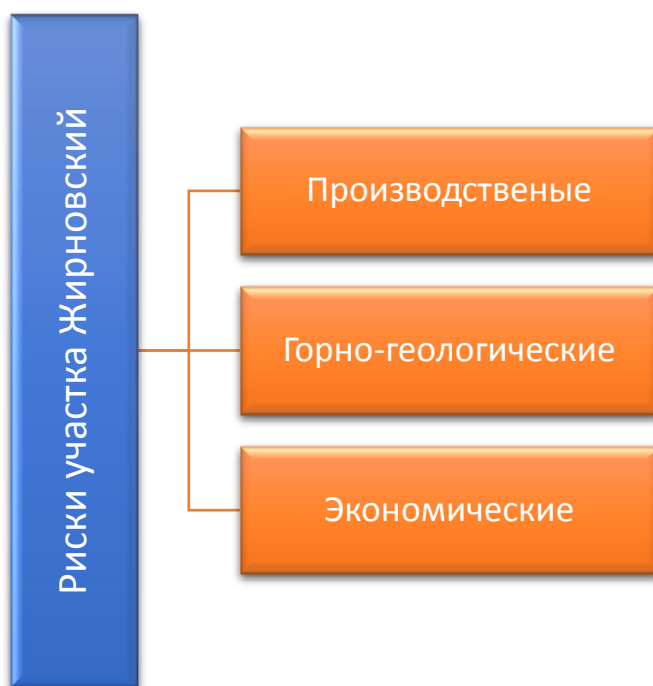 Риски участка Жирновский
Производственые
Горно-геологические
Экономические